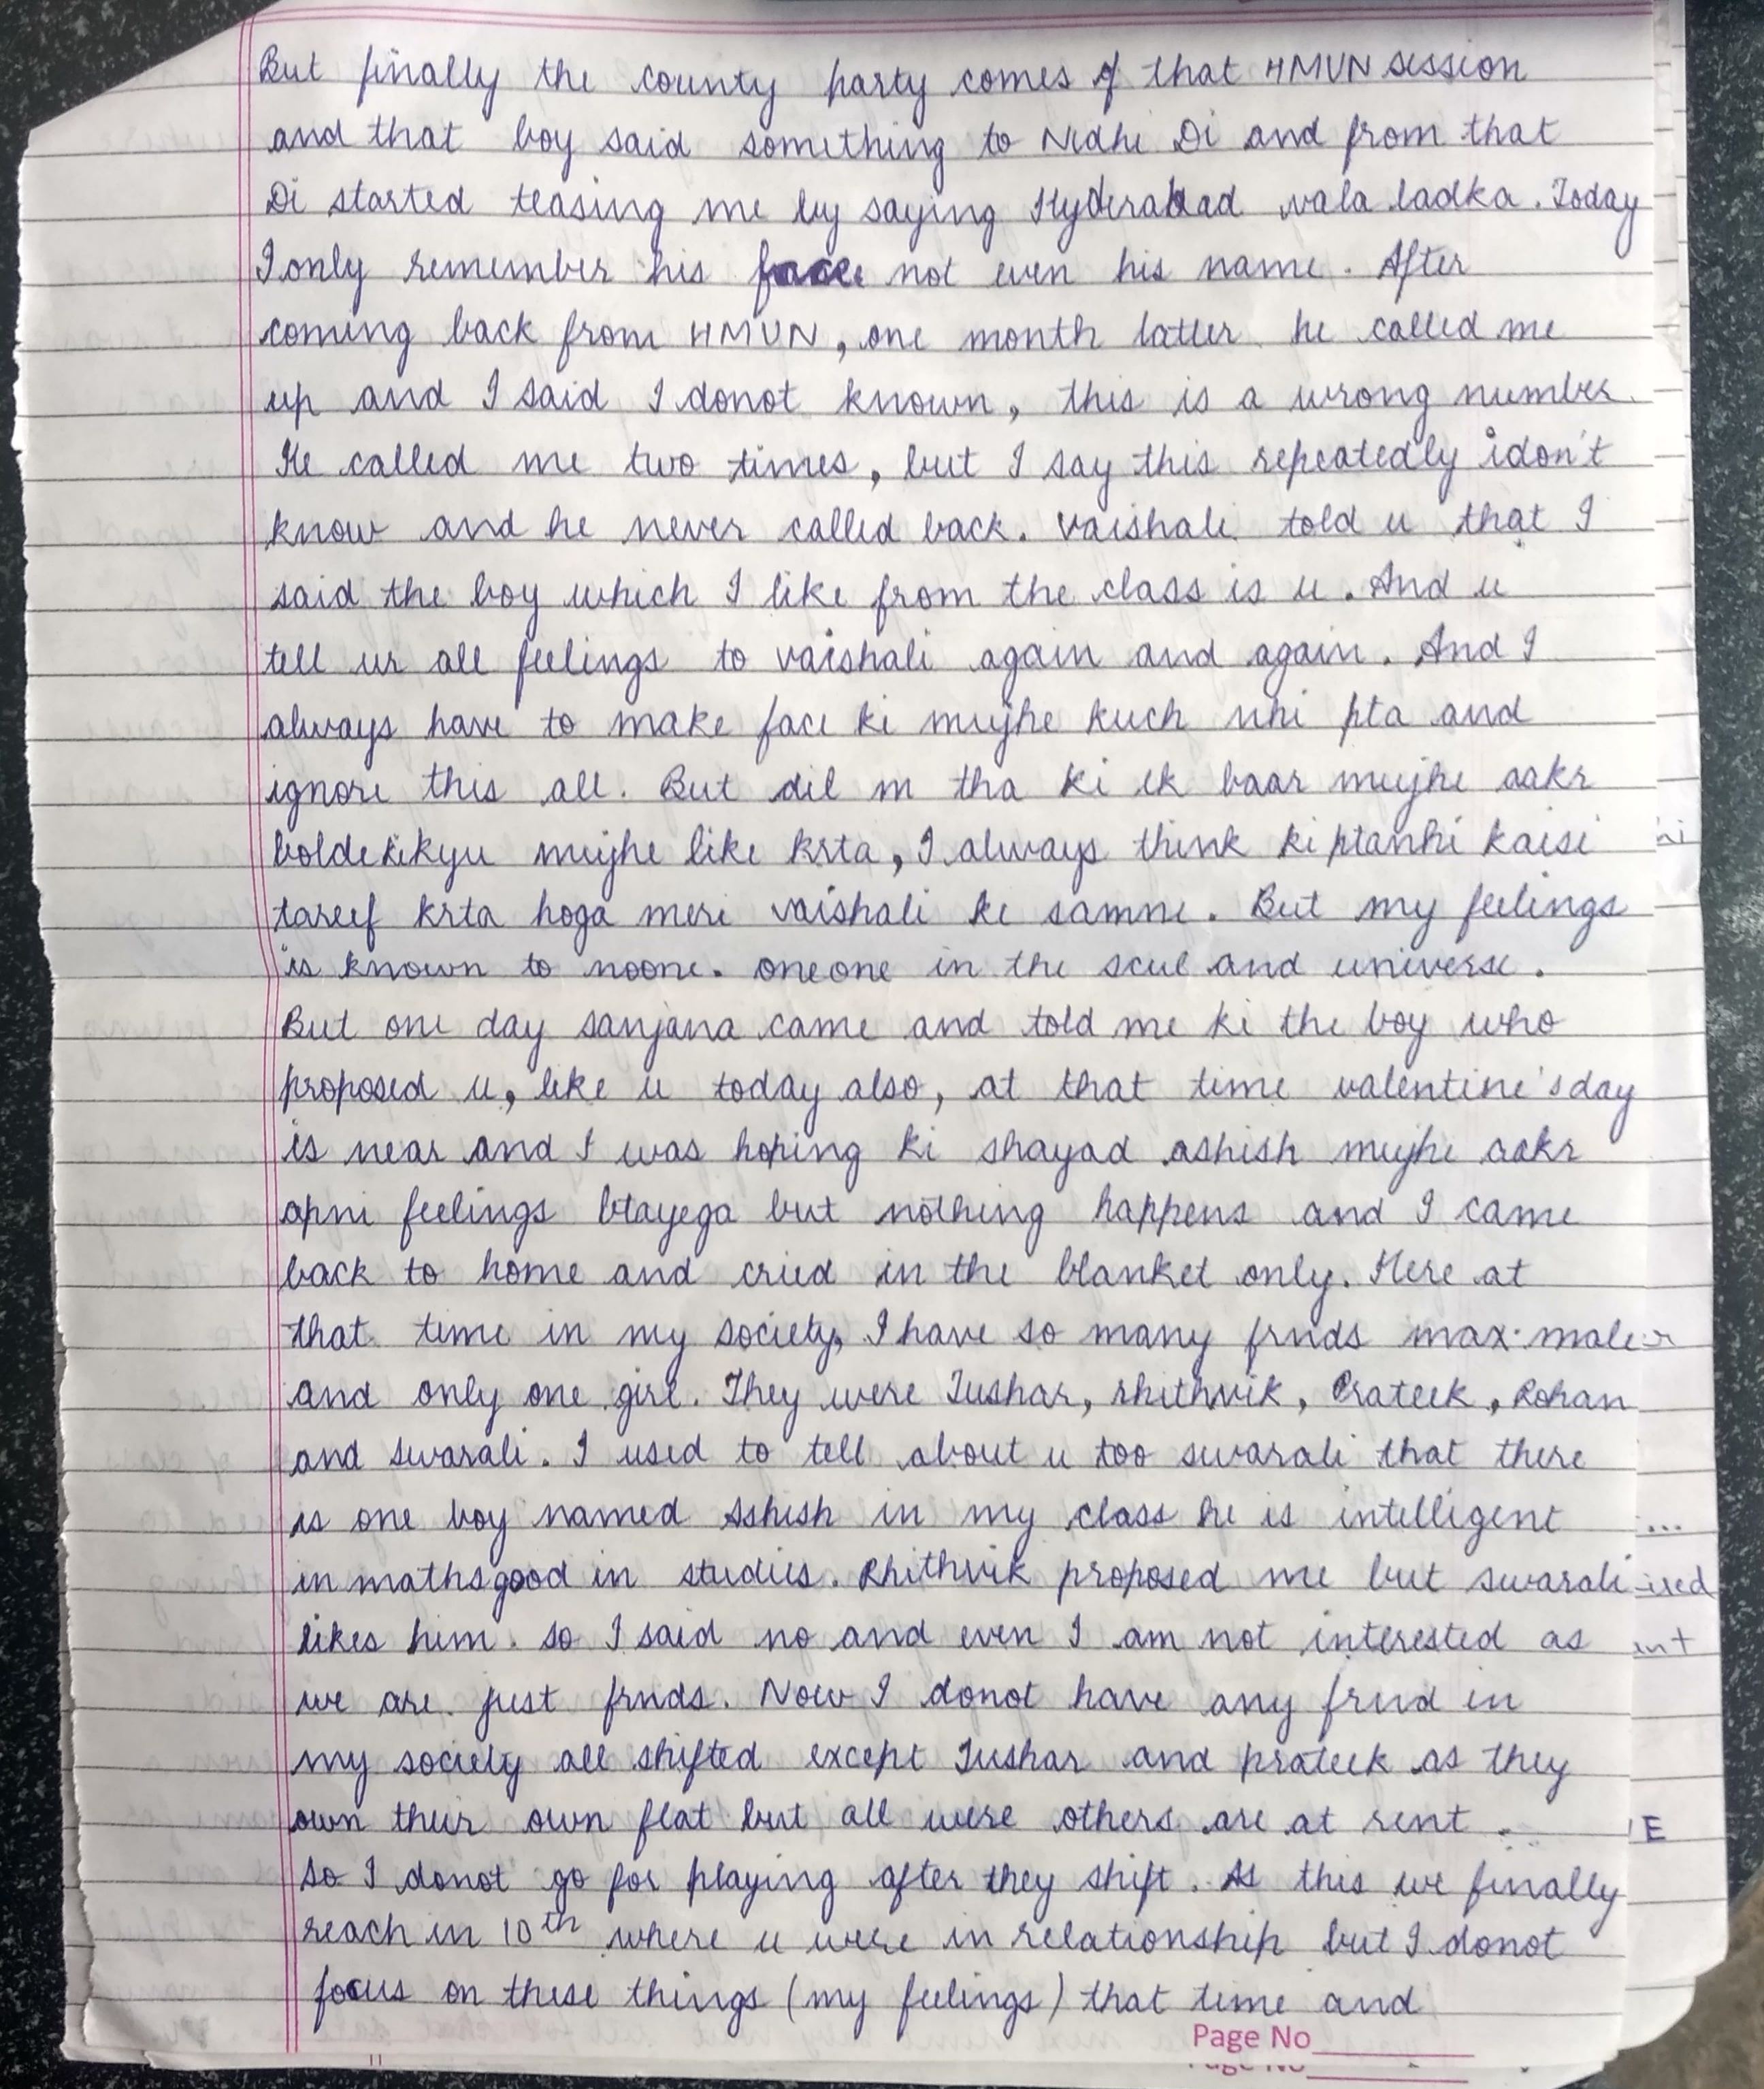 But finally the county party comes of that HMUN session
and that boy said something to Nidhi Di and from that
Di started teasing me by saying Hyderabad vala ladka. Today
I only remember his face not even his name. After
coming back from HMUN, one month latter he called me
up and I said I donot known, this is a wrong number.
He called me two times, but I say this repeatedly idon't
know and he never called back. Vaishali told u that I
said the boy which I like from the class is u. And u
tell ur all feelings to vaishali again and again. And I
always have to make face ki mujhe kuch nhi pta and
ignore this all. But dil m tha ki ek baar mujhe aakr
bolde kikyu mujhe like krta, I always think ki ptanhi kaisi
tareef krta hoga meri vaishali ke samne. But my feelings
is known to noone. oneone in the scul and universe.
But one day sanjana came and told me ki the boy who
proposed u, like u today also, at that time valentine's day
is near and I was hoping ki shayad ashish mujhe aakr
apni feelings btayega but nothing happens and I came
back to home and cried in the blanket only. Here at
that time in my society, I have so many frnds max. male
and only one girl. They were Tushar, rhithvik, Prateek, Rohan
and swarali. I used to tell about u too swarali that there
is one boy named Ashish in my class he is intelligent
in maths good in studies. Rhithvik proposed me but swarali
likes him. so I said no and even I am not interested as
we are just frnds. Now I donot have any frnd in
my society all shifted except Tushar and prateek as they
own their own flat but all were others are at rent.
So I donot go for playing after they shift. As this we finally
reach in 10th where u were in relationship but I donot
focus on these things (my feelings) that time and
Page No